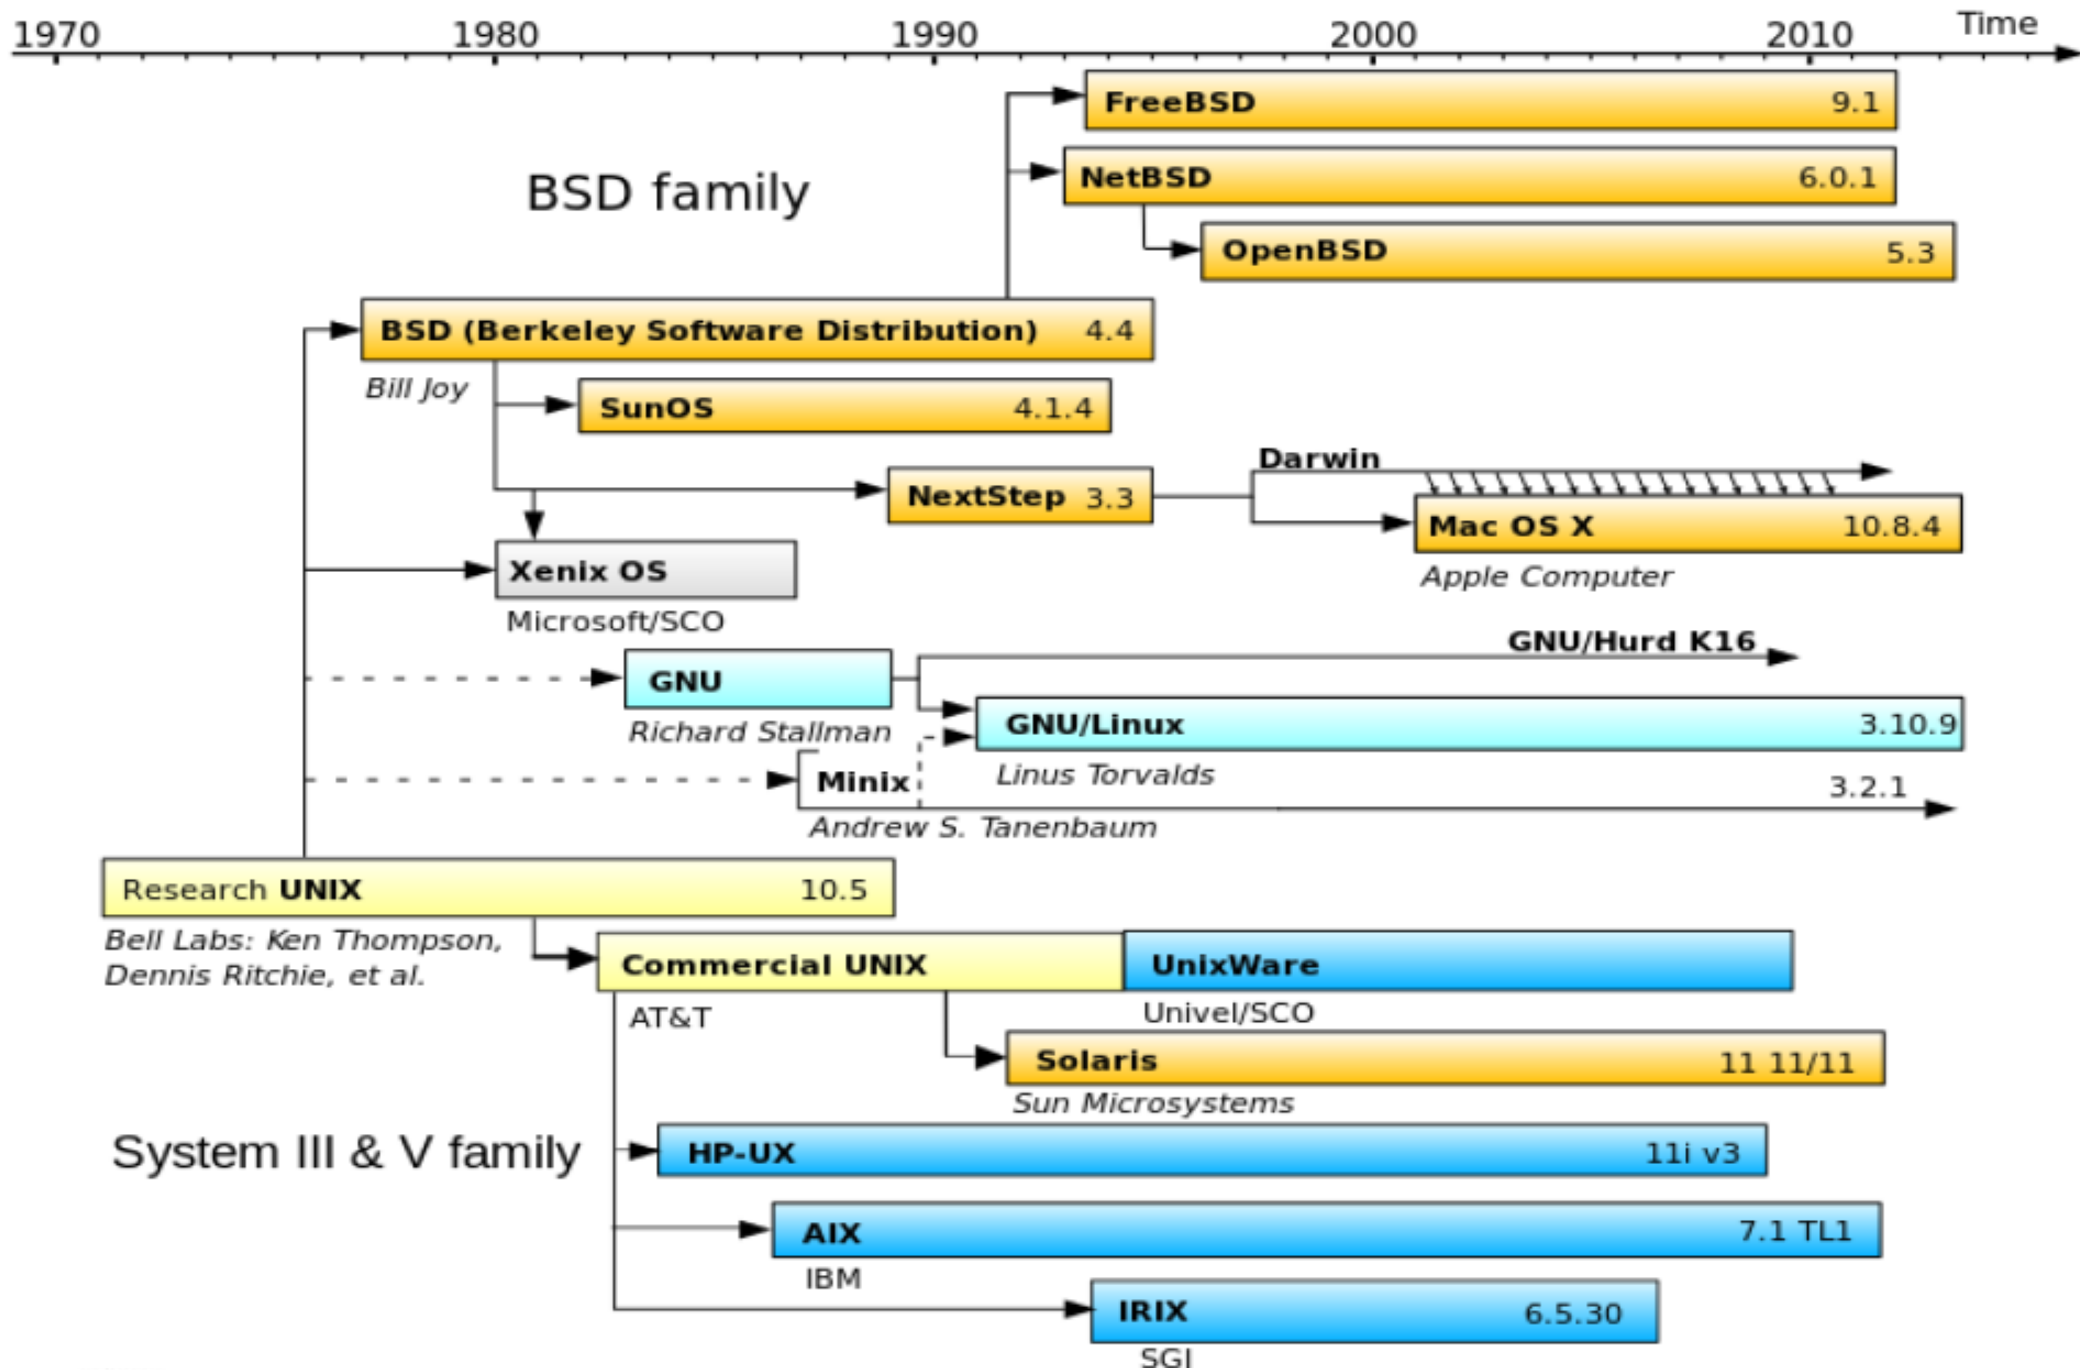 1970 1980 1990 2000 2010 Time
FreeBSD 9.1
BSD family
NetBSD 6.0.1
OpenBSD 5.3
BSD (Berkeley Software Distribution) 4.4
Bill Joy
SunOS 4.1.4
Darwin
NextStep 3.3
Mac OS X 10.8.4
Apple Computer
Xenix OS
Microsoft/SCO
GNU/Hurd K16
GNU
Richard Stallman
GNU/Linux 3.10.9
Linus Torvalds
Minix 3.2.1
Andrew S. Tanenbaum
Research UNIX 10.5
Bell Labs: Ken Thompson,
Dennis Ritchie, et al.
Commercial UNIX
AT&T
UnixWare
Univel/SCO
Solaris 11 11/11
Sun Microsystems
System III & V family
HP-UX 11i v3
AIX 7.1 TL1
IBM
IRIX 6.5.30
SGI